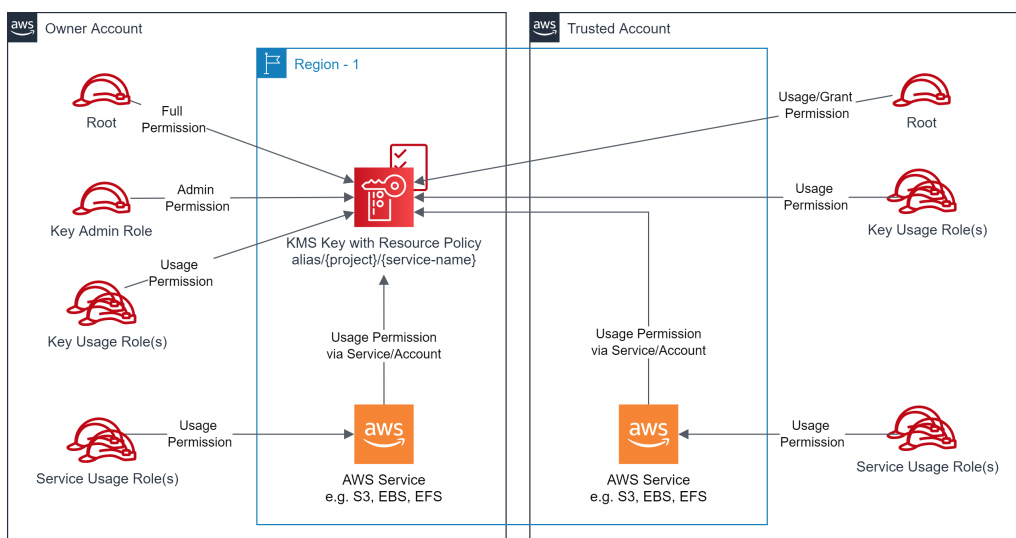 aws
Owner Account
aws
Trusted Account
Region - 1
Root
Full
Permission
Usage/Grant
Permission
Root
Key Admin Role
Admin
Permission
Usage
Permission
Key Usage Role(s)
KMS Key with Resource Policy
alias/{project}/{service-name}
Usage
Permission
Key Usage Role(s)
Usage Permission
via Service/Account
Usage Permission
via Service/Account
Usage
Permission
Service Usage Role(s)
aws
AWS Service
e.g. S3, EBS, EFS
aws
AWS Service
e.g. S3, EBS, EFS
Usage
Permission
Service Usage Role(s)